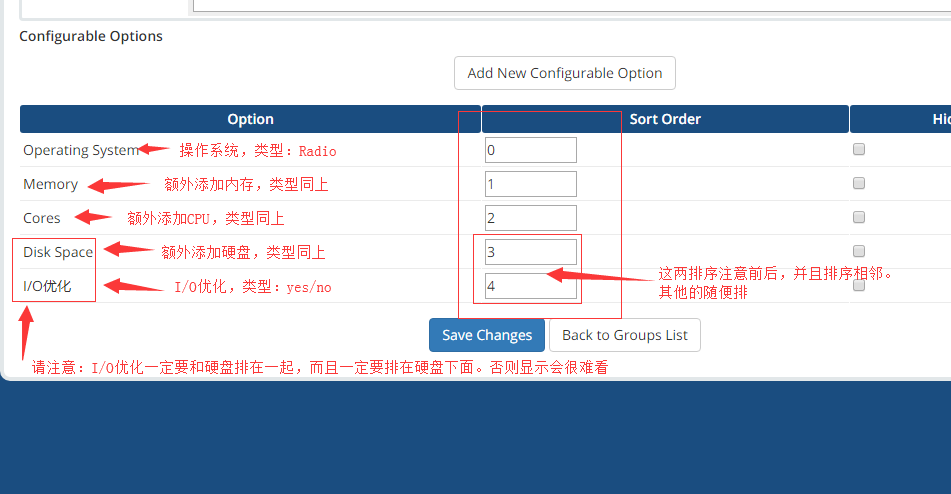 Configurable Options
Add New Configurable Option
Option Sort Order Hid
Operating System 操作系统，类型：Radio 0
Memory 额外添加内存，类型同上 1
Cores 额外添加CPU，类型同上 2
Disk Space 额外添加硬盘，类型同上 3
I/O优化 I/O优化，类型：yes/no 4
这两排序注意前后，并且排序相邻。
其他的随便排
Save Changes Back to Groups List
请注意：I/O优化一定要和硬盘排在一起，而且一定要排在硬盘下面。否则显示会很难看